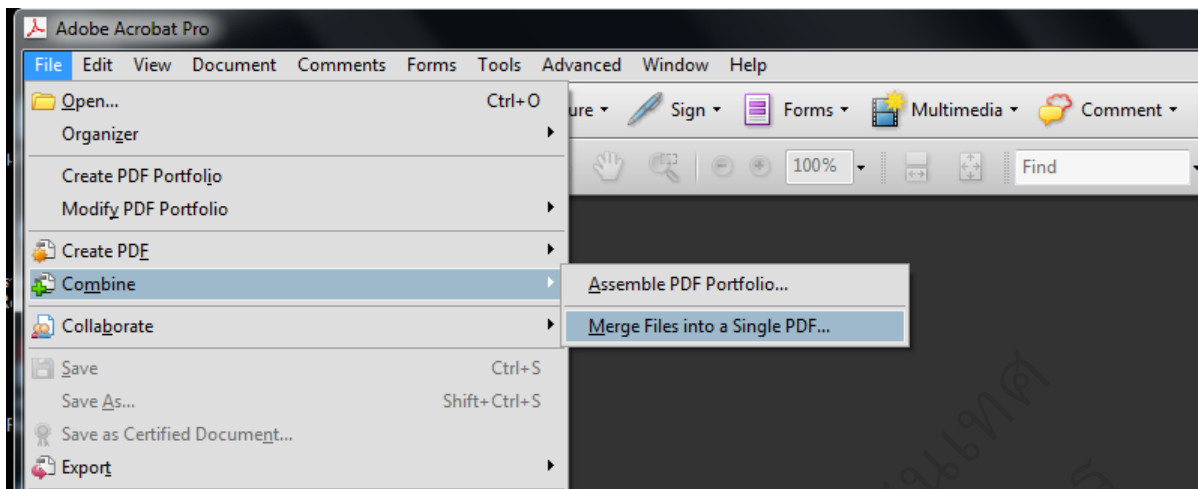 Adobe Acrobat Pro
File Edit View Document Comments Forms Tools Advanced Window Help
Open... Ctrl+O
ure Sign Forms Multimedia Comment
Organizer
100% Find
Create PDF Portfolio
Modify PDF Portfolio
Create PDF
Combine
Assemble PDF Portfolio...
Collaborate
Merge Files into a Single PDF...
Save Ctrl+S
Save As... Shift+Ctrl+S
Save as Certified Document...
Export